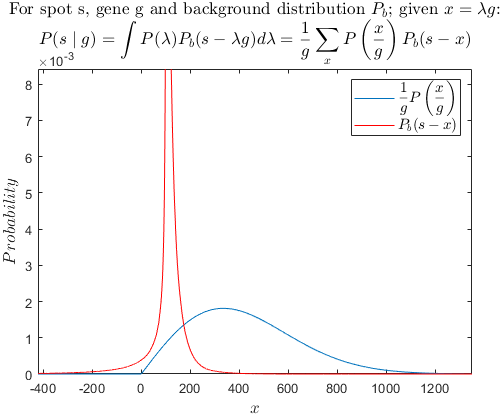 For spot s, gene g and background distribution P_b; given x = λg:
P(s | g) = ∫ P(λ)P_b(s − λg)dλ = 1/g ∑_x P(x/g) P_b(s − x)
×10⁻³
8
7
6
5
4
3
2
1
0
Probability
1/g P(x/g)
P_b(s − x)
-400 -200 0 200 400 600 800 1000 1200
x